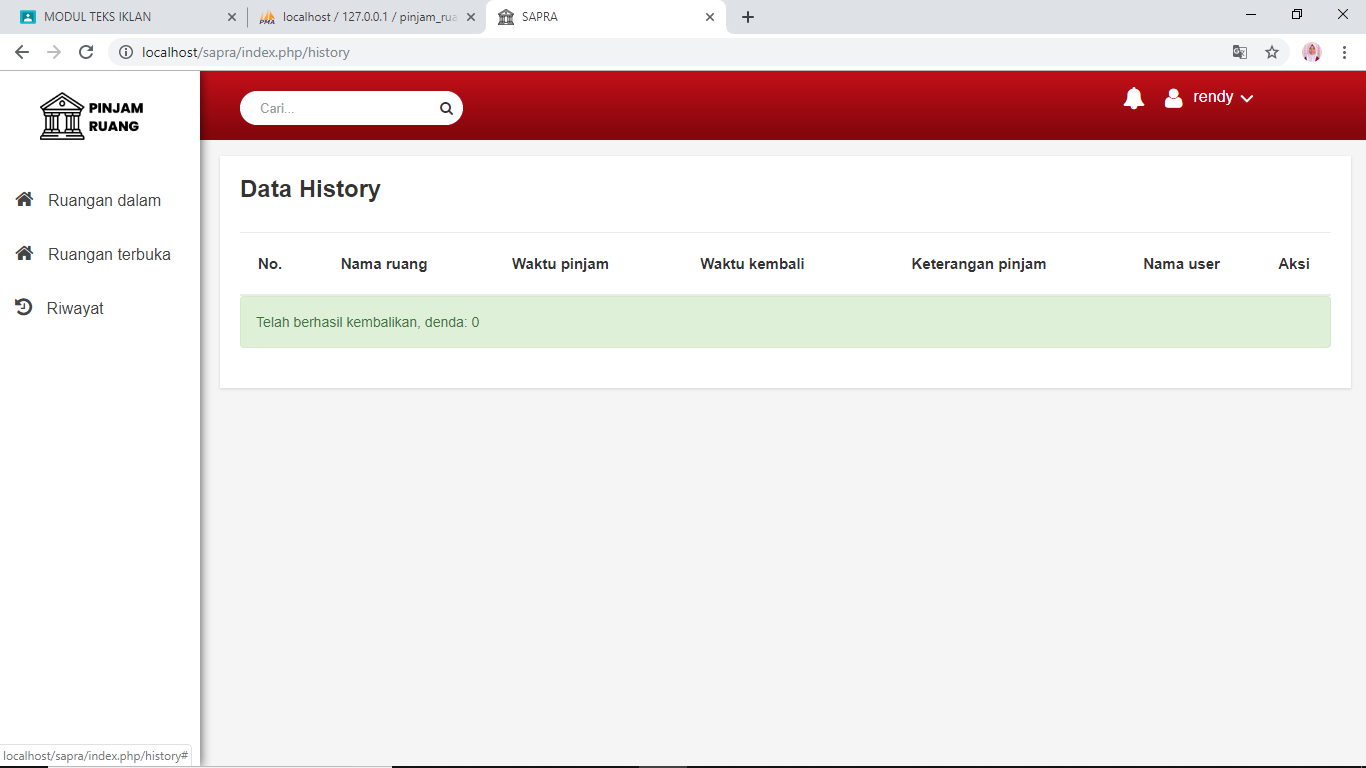 MODUL TEKS IKLAN
localhost / 127.0.0.1 / pinjam_rua
SAPRA
localhost/sapra/index.php/history
PINJAM
RUANG
Cari...
rendy
Ruangan dalam
Ruangan terbuka
Riwayat
Data History
No. Nama ruang Waktu pinjam Waktu kembali Keterangan pinjam Nama user Aksi
Telah berhasil kembalikan, denda: 0
localhost/sapra/index.php/history#